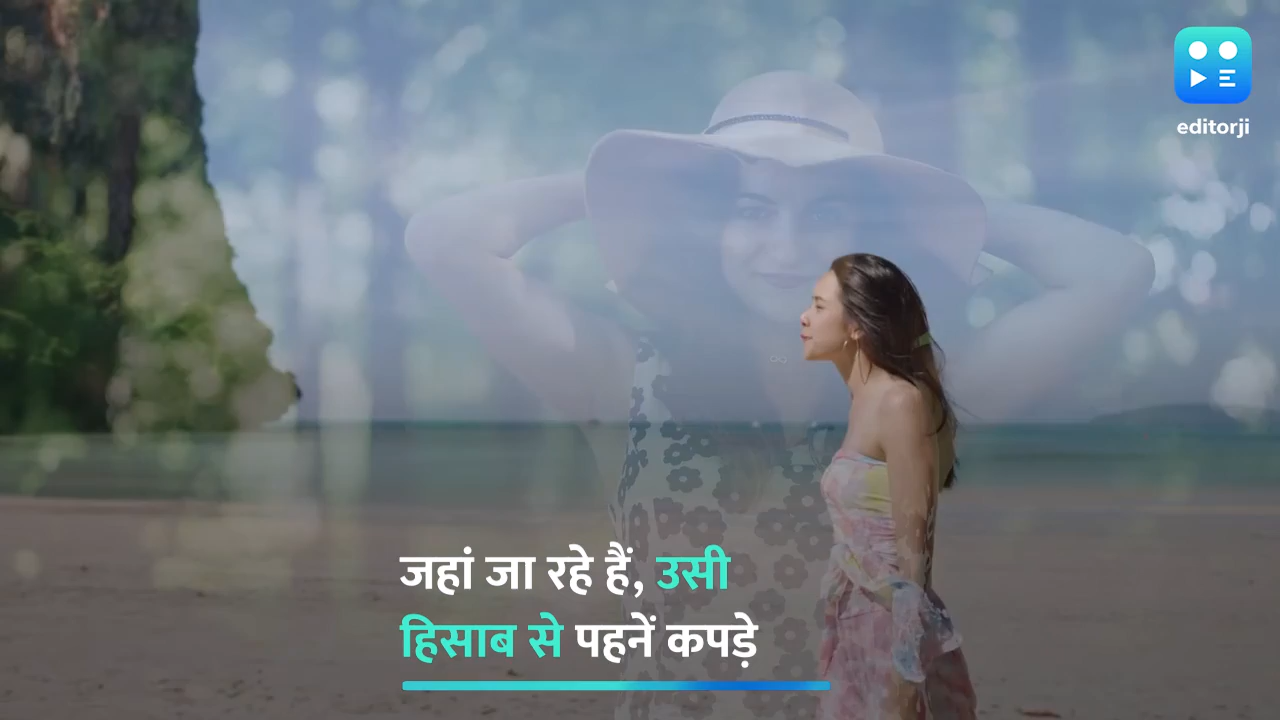 editorji
जहां जा रहे हैं, उसी
हिसाब से पहनें कपड़े